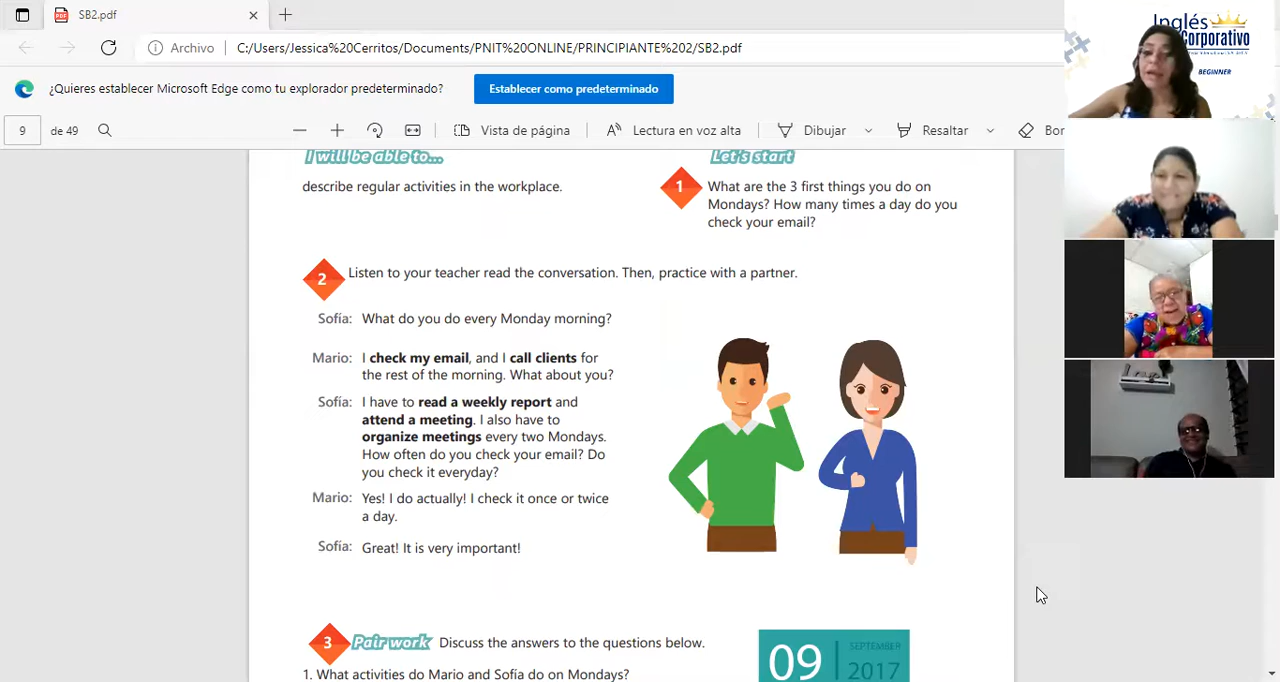 SB2.pdf
Archivo
C:/Users/Jessica%20Cerritos/Documents/PNIT%20ONLINE/PRINCIPIANTE%202/SB2.pdf
¿Quieres establecer Microsoft Edge como tu explorador predeterminado?
Establecer como predeterminado
9 de 49
Vista de página
Lectura en voz alta
Dibujar
Resaltar
Bor
I will be able to...
describe regular activities in the workplace.
Let's start
1 What are the 3 first things you do on
Mondays? How many times a day do you
check your email?
2 Listen to your teacher read the conversation. Then, practice with a partner.
Sofía: What do you do every Monday morning?
Mario: I check my email, and I call clients for
the rest of the morning. What about you?
Sofía: I have to read a weekly report and
attend a meeting. I also have to
organize meetings every two Mondays.
How often do you check your email? Do
you check it everyday?
Mario: Yes! I do actually! I check it once or twice
a day.
Sofía: Great! It is very important!
3 Pair work Discuss the answers to the questions below.
1. What activities do Mario and Sofía do on Mondays?
09
SEPTEMBER
2017
Inglés
Corporativo
BEGINNER